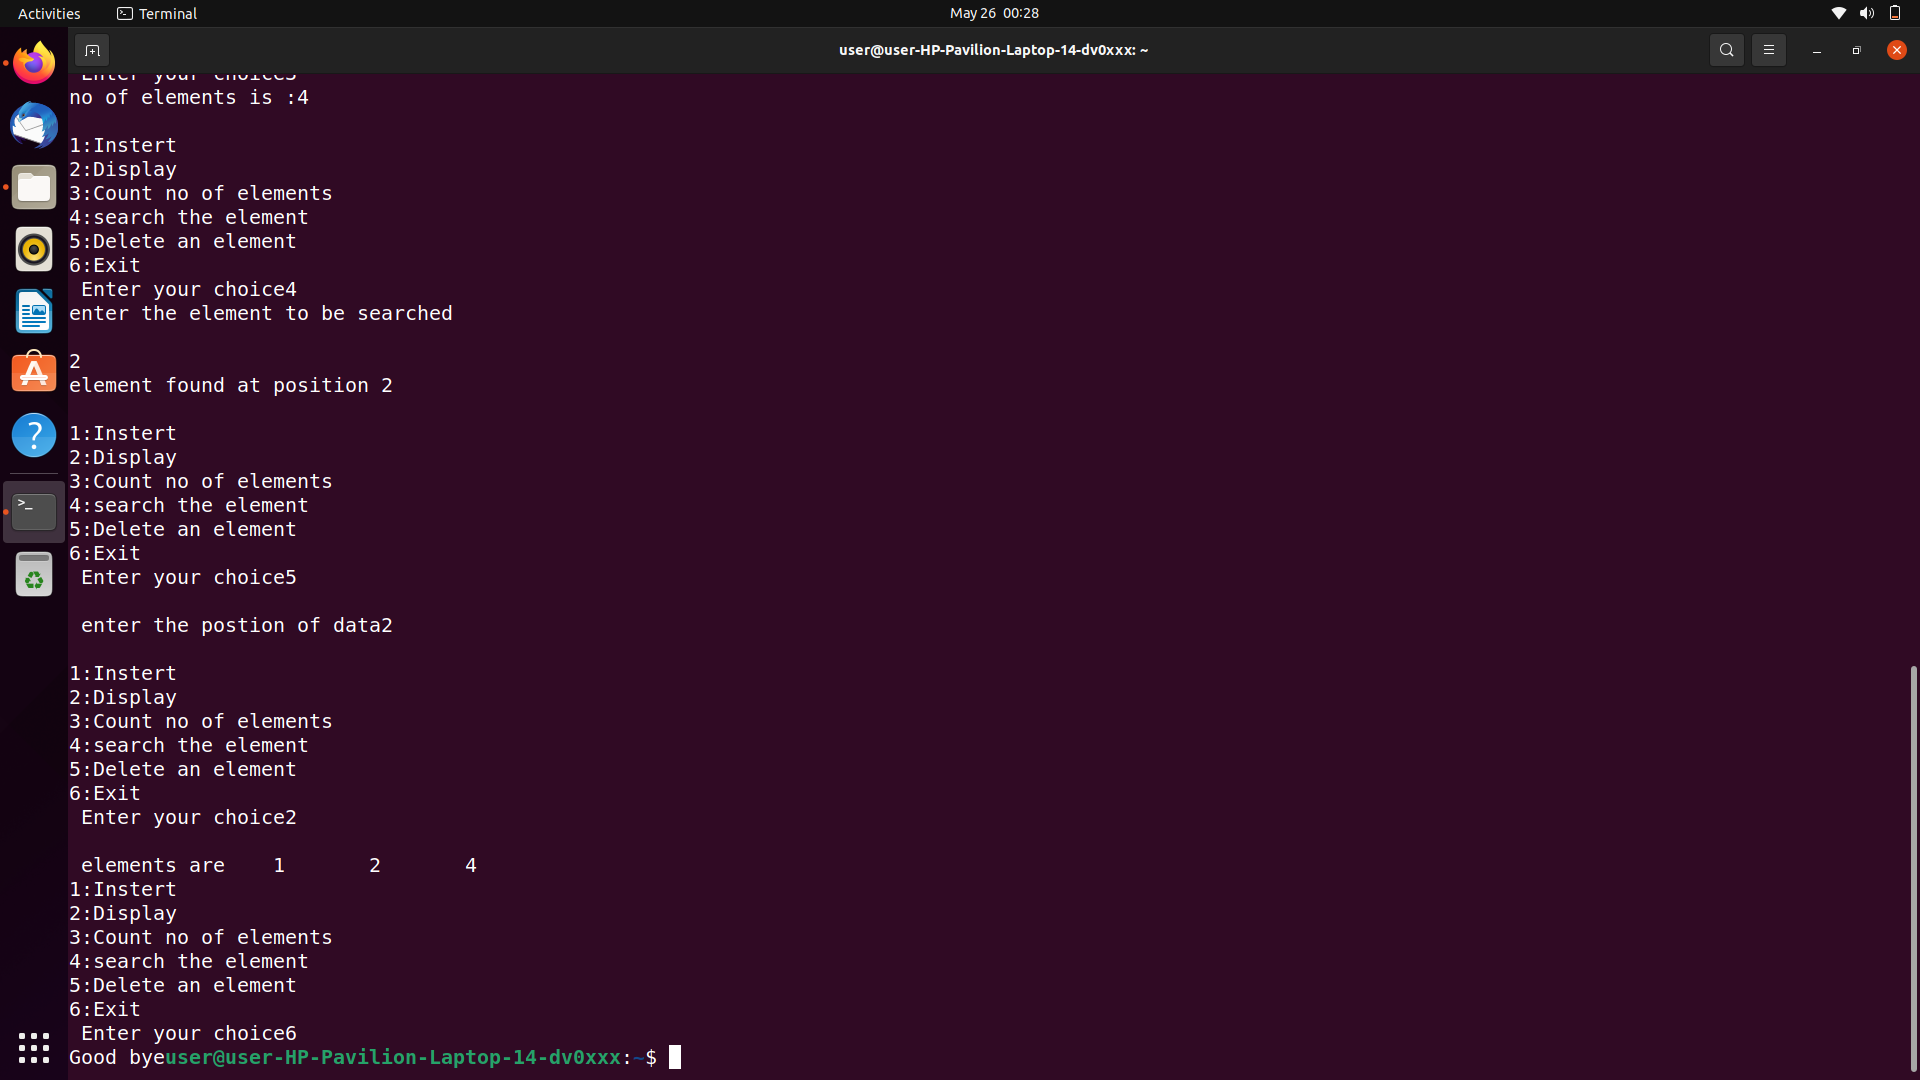 Activities
Terminal
May 26 00:28
user@user-HP-Pavilion-Laptop-14-dv0xxx: ~
Enter your choice3
no of elements is :4
1:Instert
2:Display
3:Count no of elements
4:search the element
5:Delete an element
6:Exit
Enter your choice4
enter the element to be searched
2
element found at position 2
1:Instert
2:Display
3:Count no of elements
4:search the element
5:Delete an element
6:Exit
Enter your choice5
enter the postion of data2
1:Instert
2:Display
3:Count no of elements
4:search the element
5:Delete an element
6:Exit
Enter your choice2
elements are 1 2 4
1:Instert
2:Display
3:Count no of elements
4:search the element
5:Delete an element
6:Exit
Enter your choice6
Good byeuser@user-HP-Pavilion-Laptop-14-dv0xxx:~$